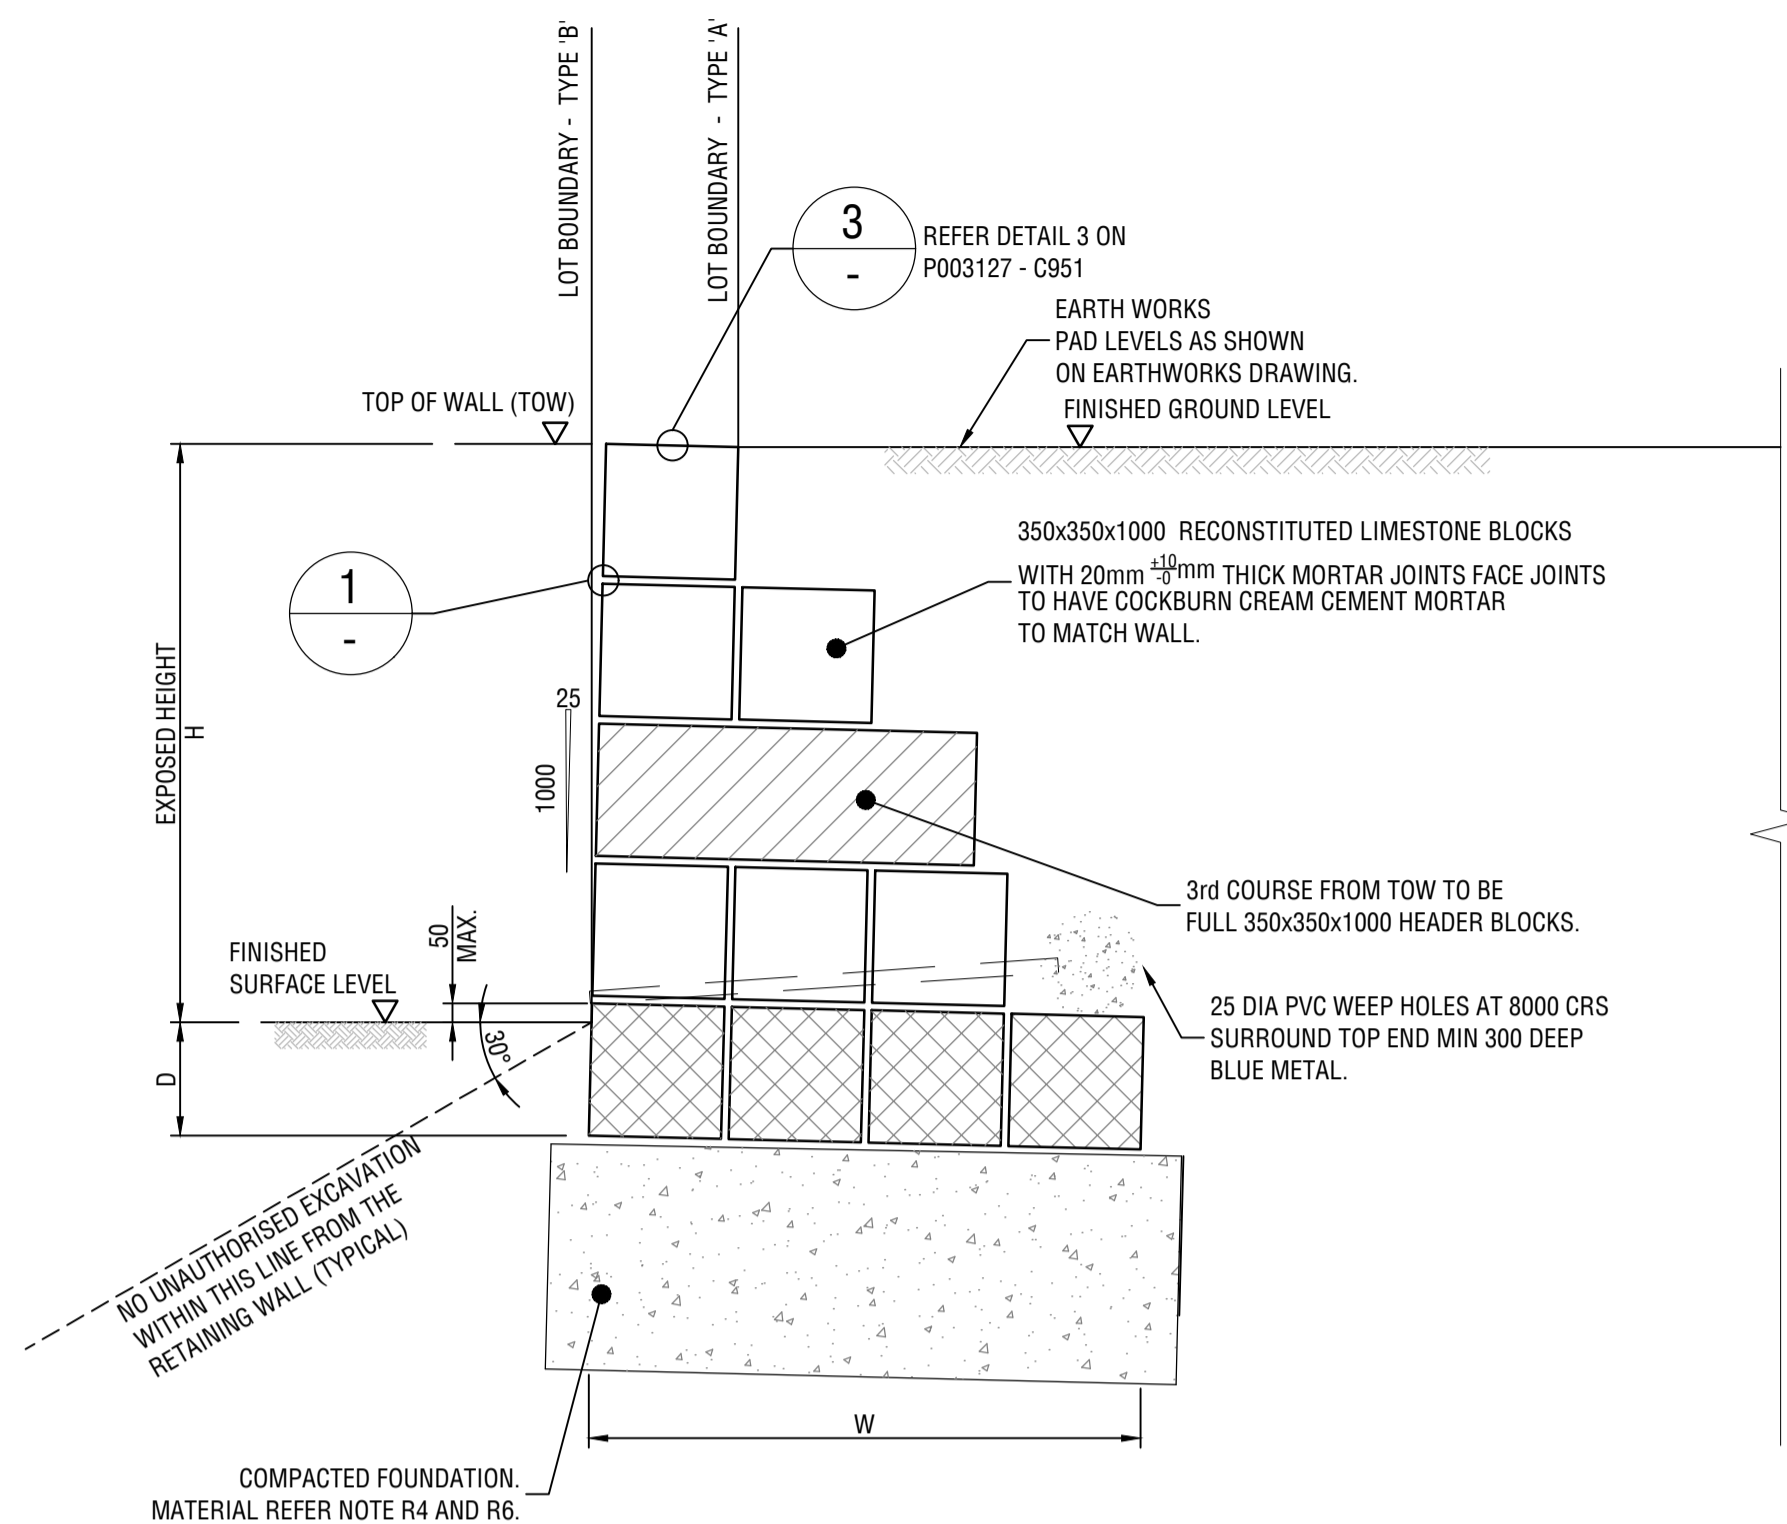 LOT BOUNDARY - TYPE 'B'
LOT BOUNDARY - TYPE 'A'
3
-
REFER DETAIL 3 ON
P003127 - C951
EARTH WORKS
PAD LEVELS AS SHOWN
ON EARTHWORKS DRAWING.
TOP OF WALL (TOW)
FINISHED GROUND LEVEL
350x350x1000 RECONSTITUTED LIMESTONE BLOCKS
WITH 20mm +10 -0 mm THICK MORTAR JOINTS FACE JOINTS
TO HAVE COCKBURN CREAM CEMENT MORTAR
TO MATCH WALL.
1
-
EXPOSED HEIGHT
H
25
1000
3rd COURSE FROM TOW TO BE
FULL 350x350x1000 HEADER BLOCKS.
50
MAX.
FINISHED
SURFACE LEVEL
25 DIA PVC WEEP HOLES AT 8000 CRS
SURROUND TOP END MIN 300 DEEP
BLUE METAL.
30°
D
NO UNAUTHORISED EXCAVATION
WITHIN THIS LINE FROM THE
RETAINING WALL (TYPICAL)
W
COMPACTED FOUNDATION.
MATERIAL REFER NOTE R4 AND R6.